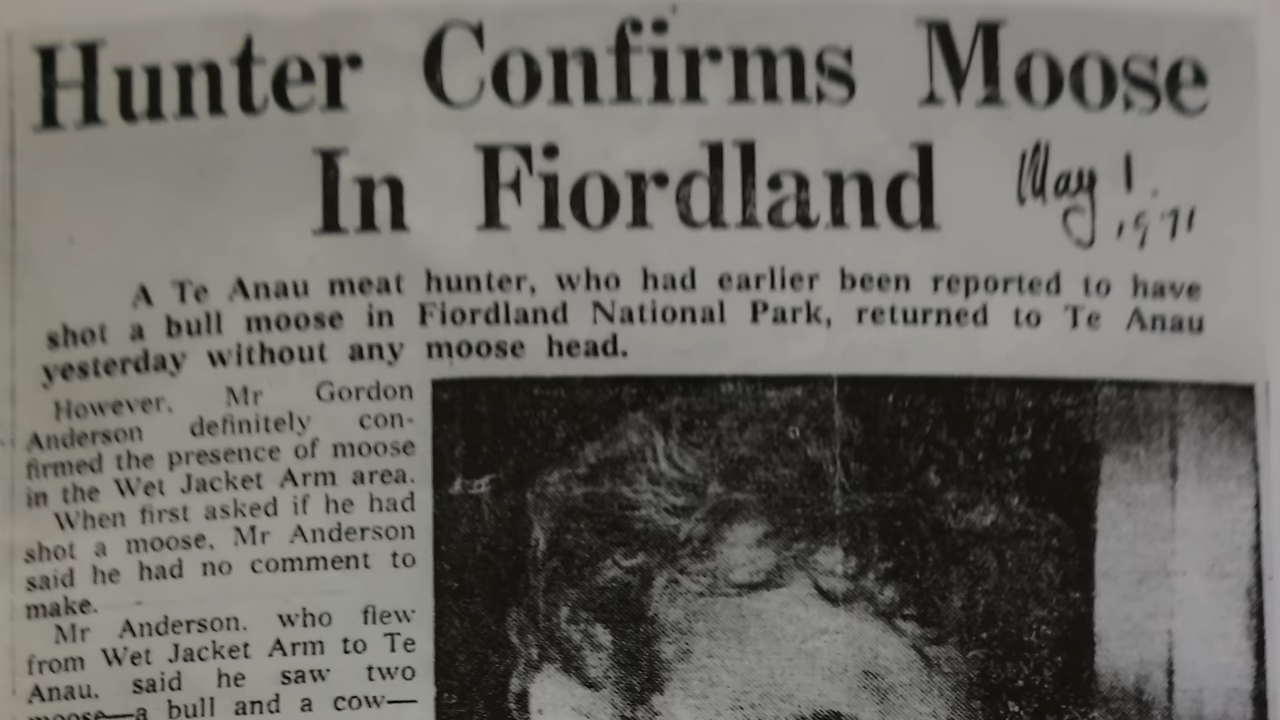 Hunter Confirms Moose
In Fiordland
May 1.
1971
A Te Anau meat hunter, who had earlier been reported to have
shot a bull moose in Fiordland National Park, returned to Te Anau
yesterday without any moose head.
However, Mr Gordon
Anderson definitely con-
firmed the presence of moose
in the Wet Jacket Arm area.
When first asked if he had
shot a moose, Mr Anderson
said he had no comment to
make.
Mr Anderson, who flew
from Wet Jacket Arm to Te
Anau, said he saw two
moose—a bull and a cow—